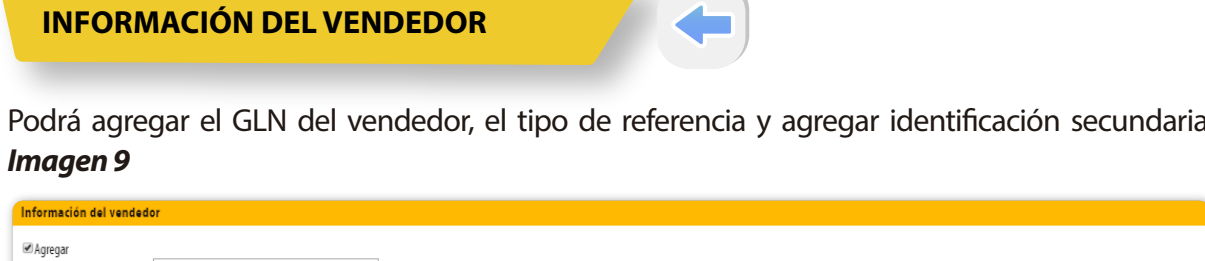 INFORMACIÓN DEL VENDEDOR
Podrá agregar el GLN del vendedor, el tipo de referencia y agregar identificación secundaria
Imagen 9
Información del vendedor
Agregar